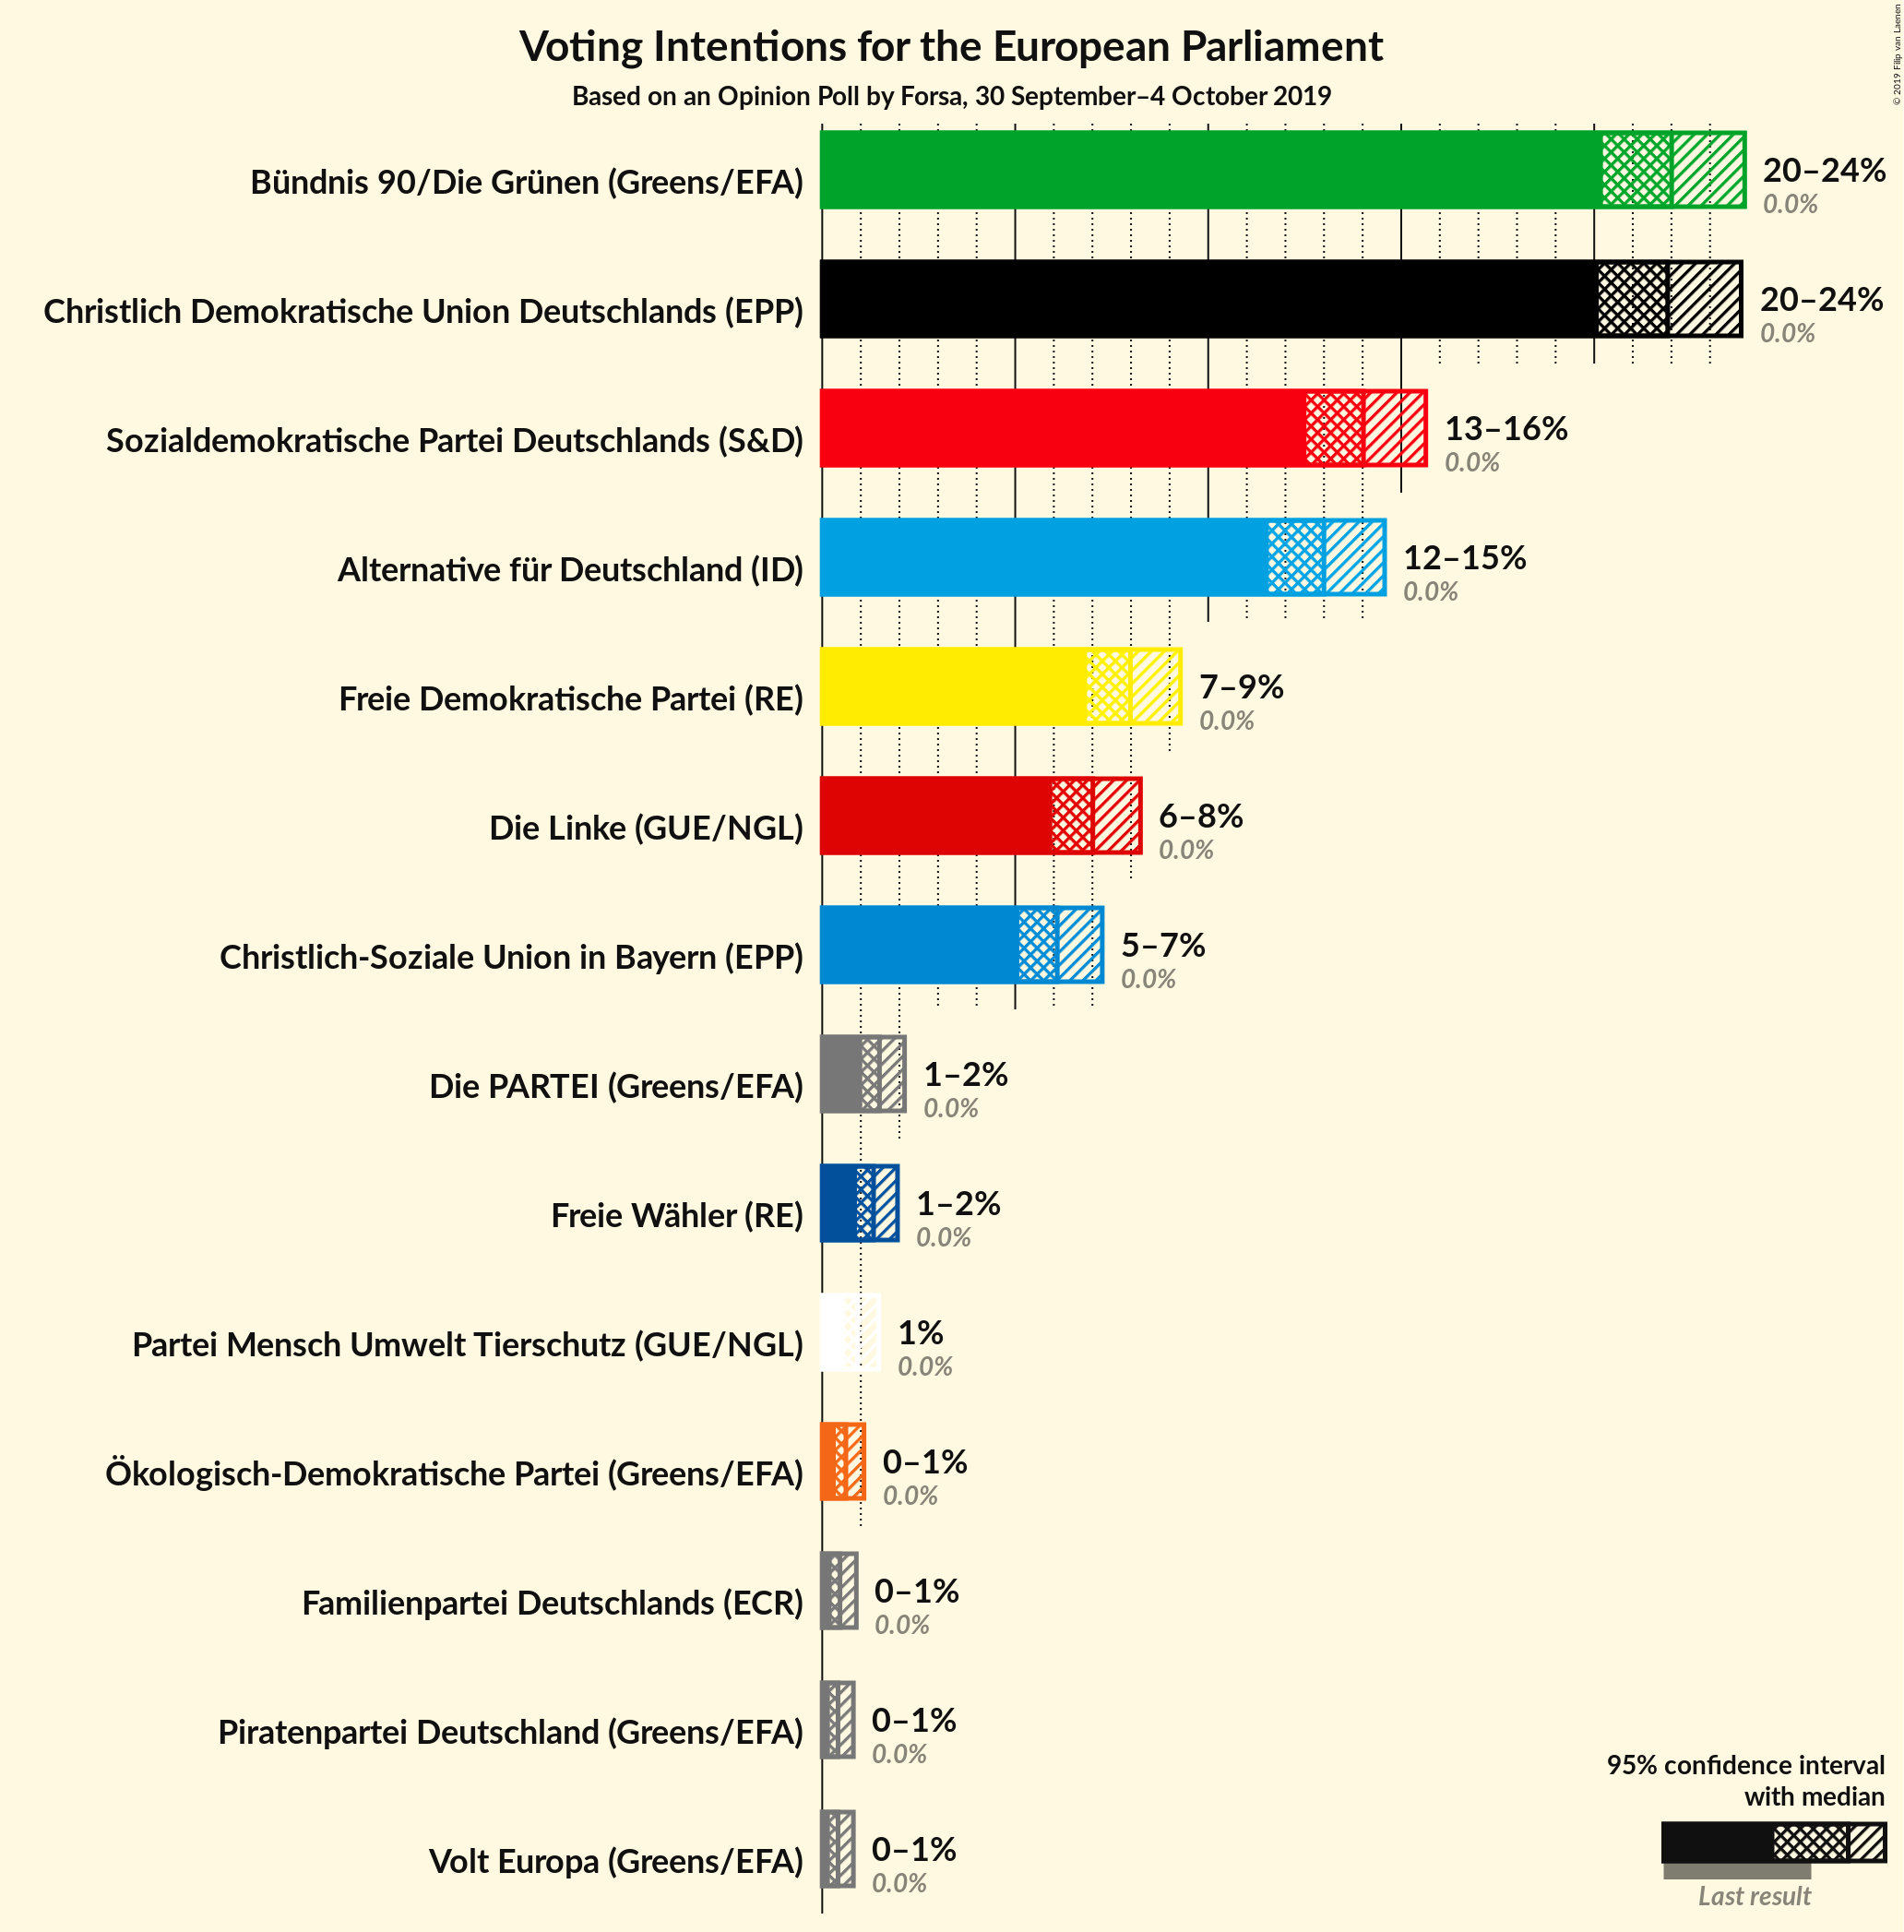 Voting Intentions for the European Parliament
Based on an Opinion Poll by Forsa, 30 September–4 October 2019
© 2019 Filip van Laenen
Bündnis 90/Die Grünen (Greens/EFA)
20–24%
0.0%
Christlich Demokratische Union Deutschlands (EPP)
20–24%
0.0%
Sozialdemokratische Partei Deutschlands (S&D)
13–16%
0.0%
Alternative für Deutschland (ID)
12–15%
0.0%
Freie Demokratische Partei (RE)
7–9%
0.0%
Die Linke (GUE/NGL)
6–8%
0.0%
Christlich-Soziale Union in Bayern (EPP)
5–7%
0.0%
Die PARTEI (Greens/EFA)
1–2%
0.0%
Freie Wähler (RE)
1–2%
0.0%
Partei Mensch Umwelt Tierschutz (GUE/NGL)
1%
0.0%
Ökologisch-Demokratische Partei (Greens/EFA)
0–1%
0.0%
Familienpartei Deutschlands (ECR)
0–1%
0.0%
Piratenpartei Deutschland (Greens/EFA)
0–1%
0.0%
Volt Europa (Greens/EFA)
0–1%
0.0%
95% confidence interval
with median
Last result